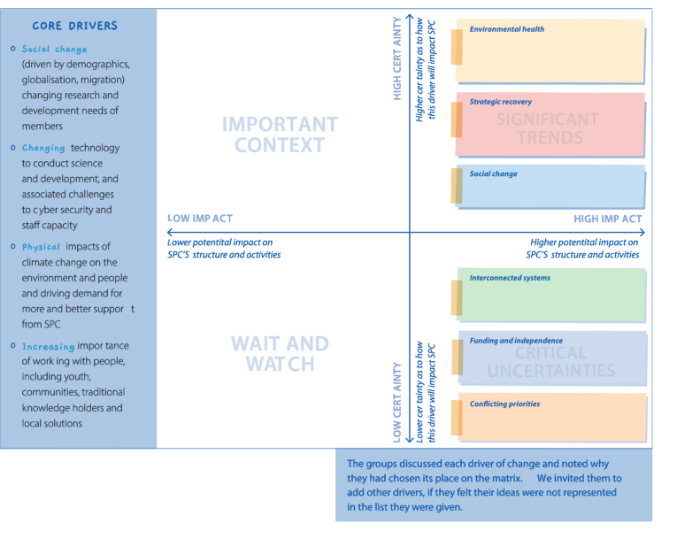 CORE DRIVERS
Social change
(driven by demographics,
globalisation, migration)
changing research and
development needs of
members
Changing technology
to conduct science
and development, and
associated challenges
to cyber security and
staff capacity
Physical impacts of
climate change on the
environment and people
and driving demand for
more and better suppor t
from SPC
Increasing impor tance
of work ing with people,
including youth,
communities, traditional
knowledge holders and
local solutions
IMPORTANT
CONTEXT
HIGH CERT AINTY
Higher cer tainty as to how
this driver will impact SPC
Environmental health
Strategic recovery
SIGNIFICANT
TRENDS
Social change
LOW IMP ACT
HIGH IMP ACT
Lower potentital impact on
SPC'S structure and activities
Higher potentital impact on
SPC'S structure and activities
WAIT AND
WATCH
LOW CERT AINTY
Lower cer tainty as to how
this driver will impact SPC
Interconnected systems
Funding and independence
CRITICAL
UNCERTAINTIES
Conflicting priorities
The groups discussed each driver of change and noted why
they had chosen its place on the matrix. We invited them to
add other drivers, if they felt their ideas were not represented
in the list they were given.